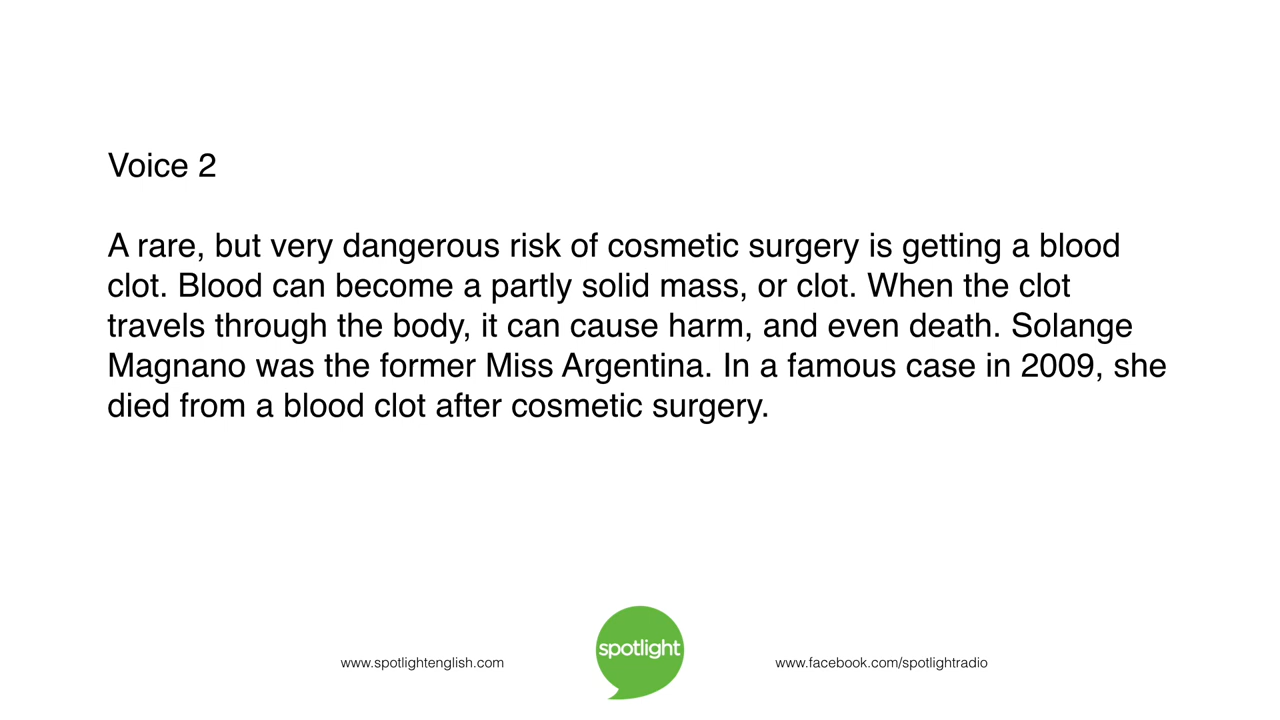 Voice 2
A rare, but very dangerous risk of cosmetic surgery is getting a blood
clot. Blood can become a partly solid mass, or clot. When the clot
travels through the body, it can cause harm, and even death. Solange
Magnano was the former Miss Argentina. In a famous case in 2009, she
died from a blood clot after cosmetic surgery.
www.spotlightenglish.com
spotlight
www.facebook.com/spotlightradio